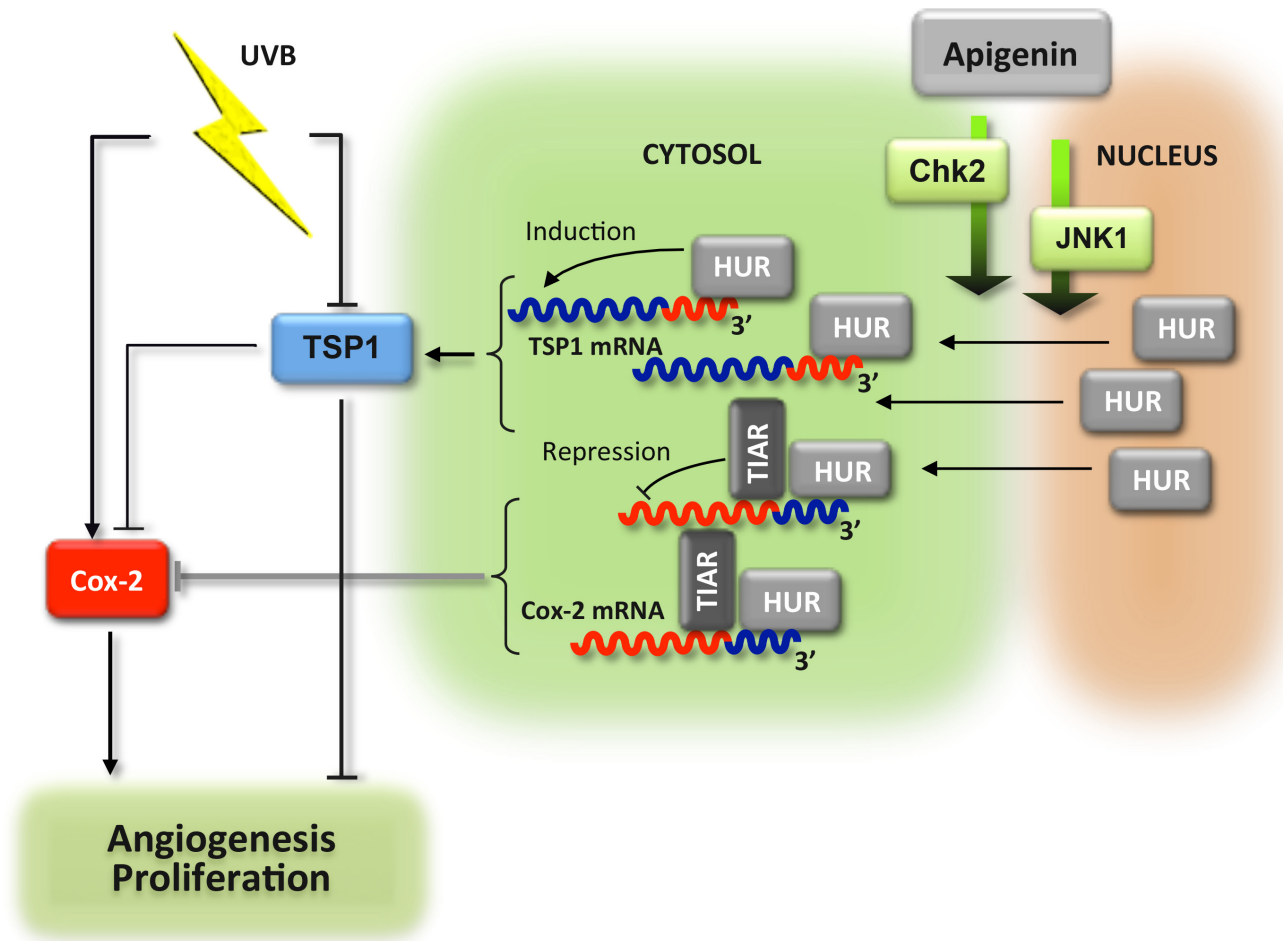 UVB
Apigenin
CYTOSOL
NUCLEUS
Chk2
JNK1
Induction
HUR
3’
TSP1 mRNA
HUR
3’
HUR
HUR
HUR
TSP1
Repression
TIAR
HUR
3’
Cox-2
TIAR
HUR
Cox-2 mRNA
3’
Angiogenesis
Proliferation